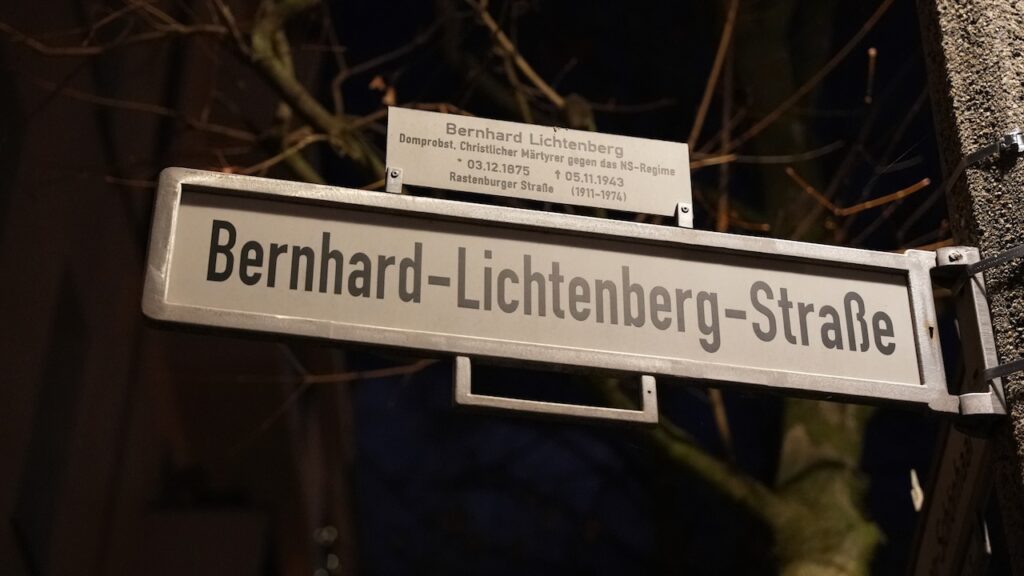 Bernhard Lichtenberg
Domprobst, Christlicher Märtyrer gegen das NS-Regime
* 03.12.1875 † 05.11.1943
Rastenburger Straße (1911-1974)
Bernhard-Lichtenberg-Straße